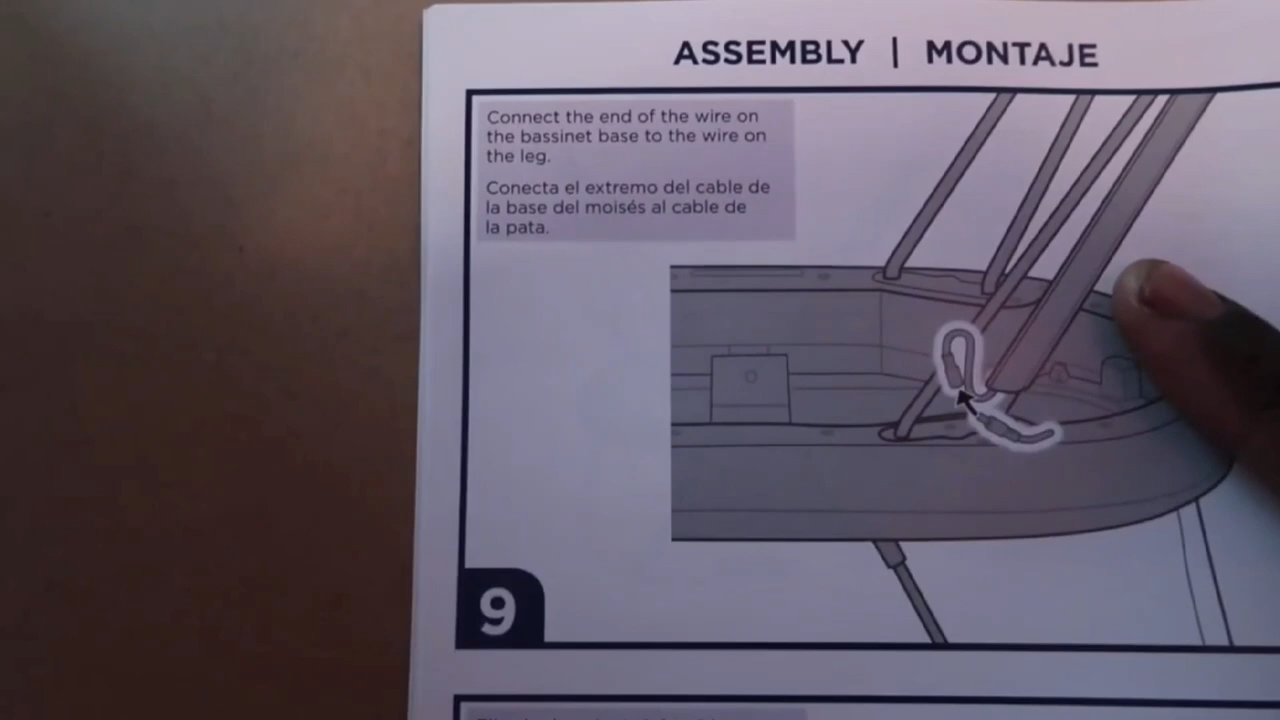 ASSEMBLY | MONTAJE
Connect the end of the wire on
the bassinet base to the wire on
the leg.
Conecta el extremo del cable de
la base del moisés al cable de
la pata.
9